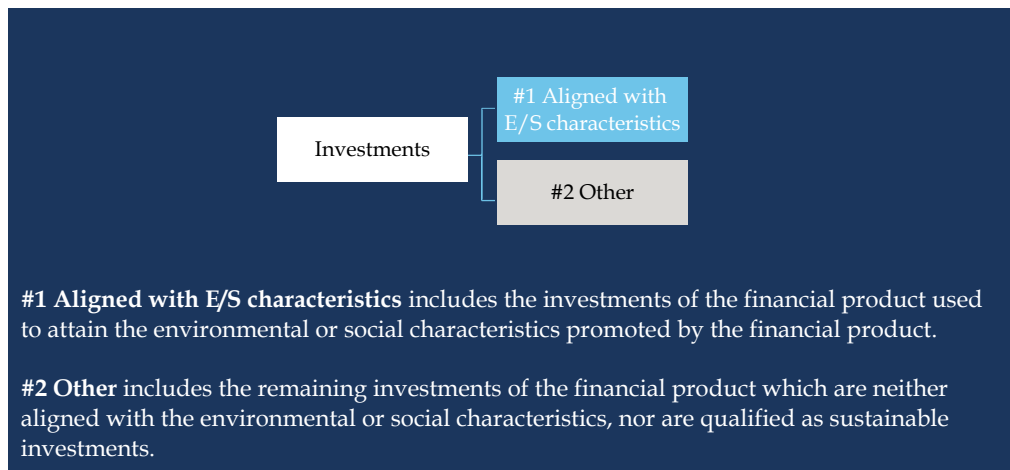 #1 Aligned with
E/S characteristics
Investments
#2 Other
#1 Aligned with E/S characteristics includes the investments of the financial product used
to attain the environmental or social characteristics promoted by the financial product.
#2 Other includes the remaining investments of the financial product which are neither
aligned with the environmental or social characteristics, nor are qualified as sustainable
investments.